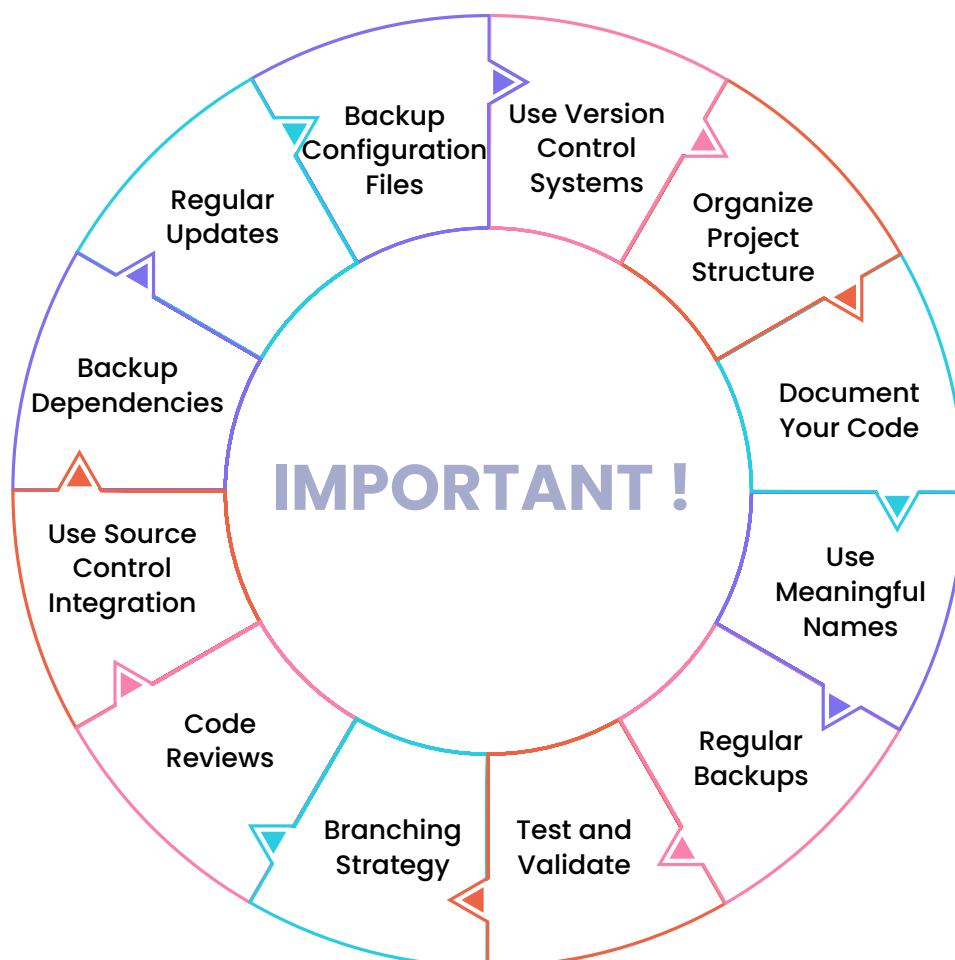 Use Version
Control
Systems
Organize
Project
Structure
Document
Your Code
Use
Meaningful
Names
Regular
Backups
Test and
Validate
Branching
Strategy
Code
Reviews
Use Source
Control
Integration
Backup
Dependencies
Regular
Updates
Backup
Configuration
Files
IMPORTANT !